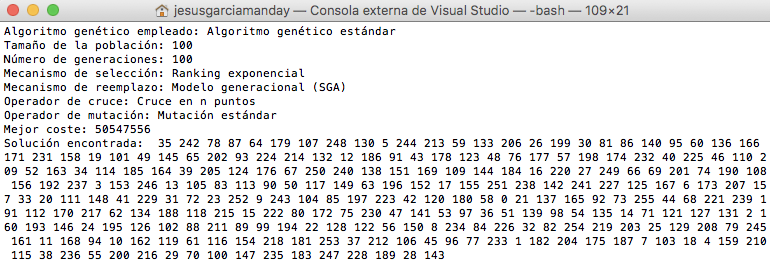 jesusgarciamanday — Consola externa de Visual Studio — -bash — 109×21
Algoritmo genético empleado: Algoritmo genético estándar
Tamaño de la población: 100
Número de generaciones: 100
Mecanismo de selección: Ranking exponencial
Mecanismo de reemplazo: Modelo generacional (SGA)
Operador de cruce: Cruce en n puntos
Operador de mutación: Mutación estándar
Mejor coste: 50547556
Solución encontrada:  35 242 78 87 64 179 107 248 130 5 244 213 59 133 206 26 199 30 81 86 140 95 60 136 166
171 231 158 19 101 49 145 65 202 93 224 214 132 12 186 91 43 178 123 48 76 177 57 198 174 232 40 225 46 110 2
09 52 163 34 114 185 164 39 205 124 176 67 250 240 138 151 169 109 144 184 16 220 27 249 66 69 201 74 190 108
156 192 237 3 153 246 13 105 83 113 90 50 117 149 63 196 152 17 155 251 238 142 241 227 125 167 6 173 207 15
7 33 20 111 148 41 229 31 72 23 252 9 243 104 85 197 223 42 120 180 58 0 21 137 165 92 73 255 44 68 221 239 1
91 112 170 217 62 134 188 118 215 15 222 80 172 75 230 47 141 53 97 36 51 139 98 54 135 14 71 121 127 131 2 1
60 193 146 24 195 126 102 88 211 89 99 194 22 128 122 56 150 8 234 84 226 32 82 254 219 203 25 129 208 79 245
161 11 168 94 10 162 119 61 116 154 218 181 253 37 212 106 45 96 77 233 1 182 204 175 187 7 103 18 4 159 210
115 38 236 55 200 216 29 70 100 147 235 183 247 228 189 28 143